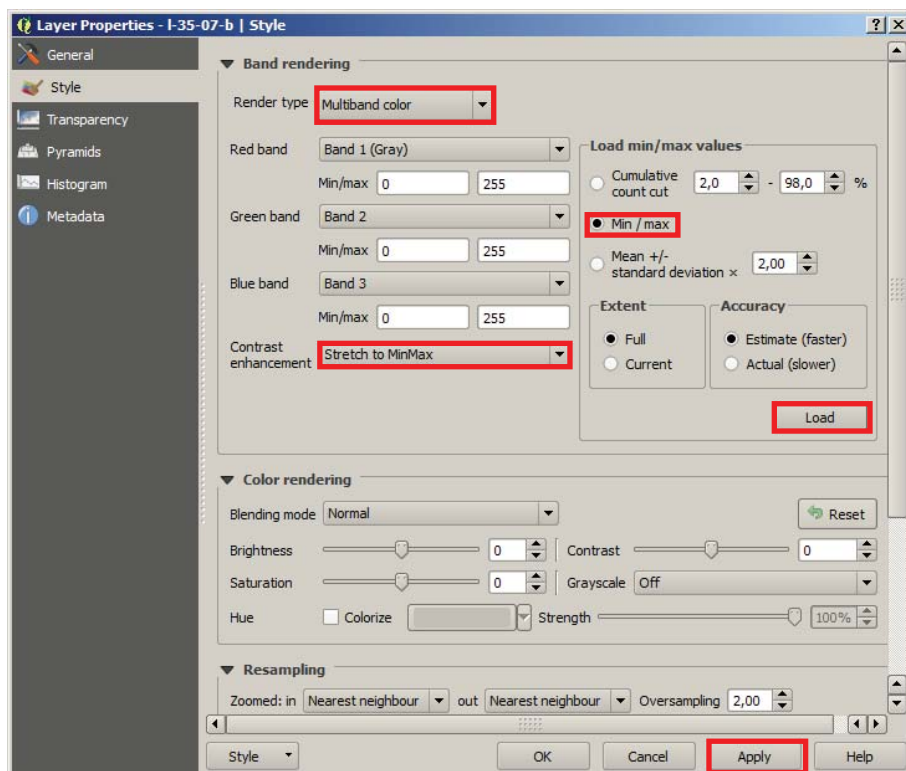 Layer Properties - l-35-07-b | Style
General
Style
Transparency
Pyramids
Histogram
Metadata
Band rendering
Render type Multiband color
Red band Band 1 (Gray)
Min/max 0 255
Green band Band 2
Min/max 0 255
Blue band Band 3
Min/max 0 255
Contrast
enhancement Stretch to MinMax
Load min/max values
Cumulative
count cut 2,0 - 98,0 %
Min / max
Mean +/-
standard deviation × 2,00
Extent
Full
Current
Accuracy
Estimate (faster)
Actual (slower)
Load
Color rendering
Blending mode Normal Reset
Brightness 0 Contrast 0
Saturation 0 Grayscale Off
Hue Colorize Strength 100%
Resampling
Zoomed: in Nearest neighbour out Nearest neighbour Oversampling 2,00
Style OK Cancel Apply Help